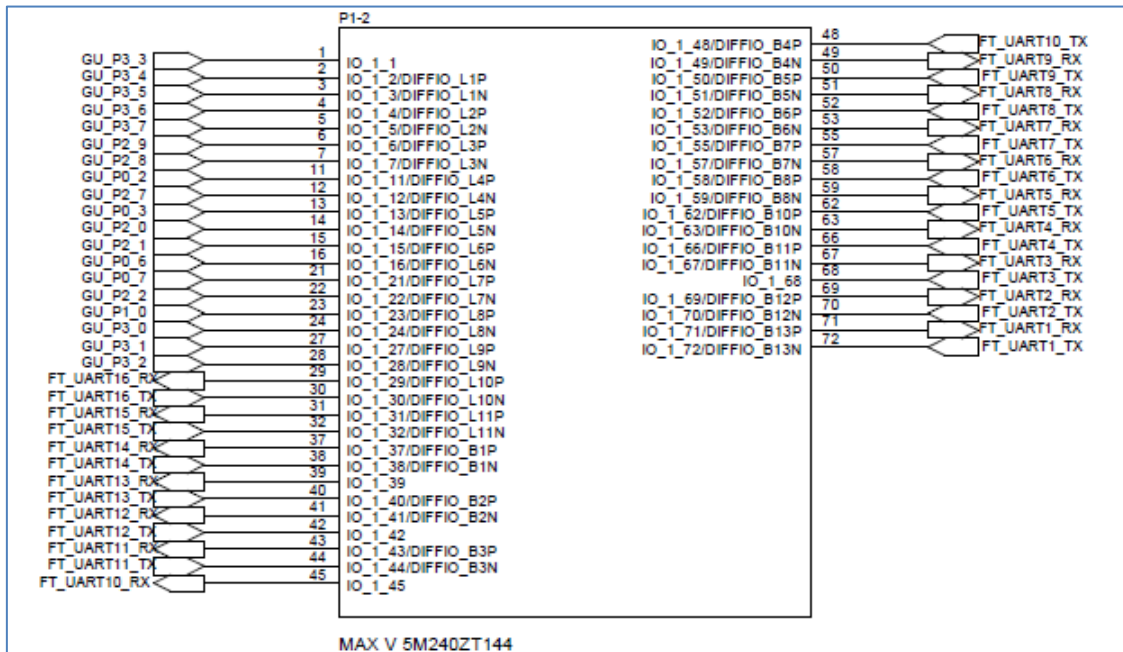 P1-2
GU_P3_3 1 IO_1_1
GU_P3_4 2 IO_1_2/DIFFIO_L1P
GU_P3_5 3 IO_1_3/DIFFIO_L1N
GU_P3_6 4 IO_1_4/DIFFIO_L2P
GU_P3_7 5 IO_1_5/DIFFIO_L2N
GU_P2_9 6 IO_1_6/DIFFIO_L3P
GU_P2_8 7 IO_1_7/DIFFIO_L3N
GU_P0_2 11 IO_1_11/DIFFIO_L4P
GU_P2_7 12 IO_1_12/DIFFIO_L4N
GU_P0_3 13 IO_1_13/DIFFIO_L5P
GU_P2_0 14 IO_1_14/DIFFIO_L5N
GU_P2_1 15 IO_1_15/DIFFIO_L6P
GU_P0_6 16 IO_1_16/DIFFIO_L6N
GU_P0_7 21 IO_1_21/DIFFIO_L7P
GU_P2_2 22 IO_1_22/DIFFIO_L7N
GU_P1_0 23 IO_1_23/DIFFIO_L8P
GU_P3_0 24 IO_1_24/DIFFIO_L8N
GU_P3_1 27 IO_1_27/DIFFIO_L9P
GU_P3_2 28 IO_1_28/DIFFIO_L9N
FT_UART16_RX 29 IO_1_29/DIFFIO_L10P
FT_UART16_TX 30 IO_1_30/DIFFIO_L10N
FT_UART15_RX 31 IO_1_31/DIFFIO_L11P
FT_UART15_TX 32 IO_1_32/DIFFIO_L11N
FT_UART14_RX 37 IO_1_37/DIFFIO_B1P
FT_UART14_TX 38 IO_1_38/DIFFIO_B1N
FT_UART13_RX 39 IO_1_39
FT_UART13_TX 40 IO_1_40/DIFFIO_B2P
FT_UART12_RX 41 IO_1_41/DIFFIO_B2N
FT_UART12_TX 42 IO_1_42
FT_UART11_RX 43 IO_1_43/DIFFIO_B3P
FT_UART11_TX 44 IO_1_44/DIFFIO_B3N
FT_UART10_RX 45 IO_1_45
IO_1_48/DIFFIO_B4P 48 FT_UART10_TX
IO_1_49/DIFFIO_B4N 49 FT_UART9_RX
IO_1_50/DIFFIO_B5P 50 FT_UART9_TX
IO_1_51/DIFFIO_B5N 51 FT_UART8_RX
IO_1_52/DIFFIO_B6P 52 FT_UART8_TX
IO_1_53/DIFFIO_B6N 53 FT_UART7_RX
IO_1_55/DIFFIO_B7P 55 FT_UART7_TX
IO_1_57/DIFFIO_B7N 57 FT_UART6_RX
IO_1_58/DIFFIO_B8P 58 FT_UART6_TX
IO_1_59/DIFFIO_B8N 59 FT_UART5_RX
IO_1_62/DIFFIO_B10P 62 FT_UART5_TX
IO_1_63/DIFFIO_B10N 63 FT_UART4_RX
IO_1_66/DIFFIO_B11P 66 FT_UART4_TX
IO_1_67/DIFFIO_B11N 67 FT_UART3_RX
IO_1_68 68 FT_UART3_TX
IO_1_69/DIFFIO_B12P 69 FT_UART2_RX
IO_1_70/DIFFIO_B12N 70 FT_UART2_TX
IO_1_71/DIFFIO_B13P 71 FT_UART1_RX
IO_1_72/DIFFIO_B13N 72 FT_UART1_TX
MAX V 5M240ZT144